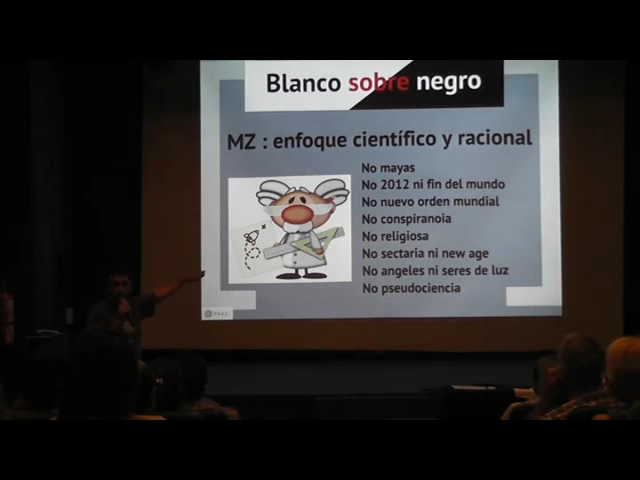 Blanco sobre negro
MZ : enfoque científico y racional
No mayas
No 2012 ni fin del mundo
No nuevo orden mundial
No conspiranoia
No religiosa
No sectaria ni new age
No angeles ni seres de luz
No pseudociencia